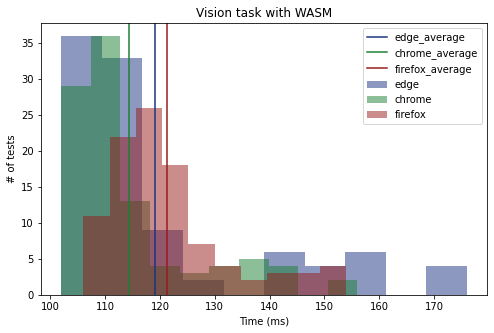 Vision task with WASM
# of tests
35
30
25
20
15
10
5
0
edge_average
chrome_average
firefox_average
edge
chrome
firefox
100 110 120 130 140 150 160 170
Time (ms)